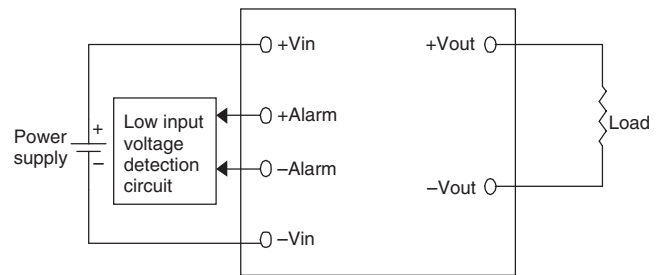 +Vin
+Vout
+Alarm
Low input
voltage
detection
circuit
Power
supply
+
−
Load
−Alarm
−Vout
−Vin